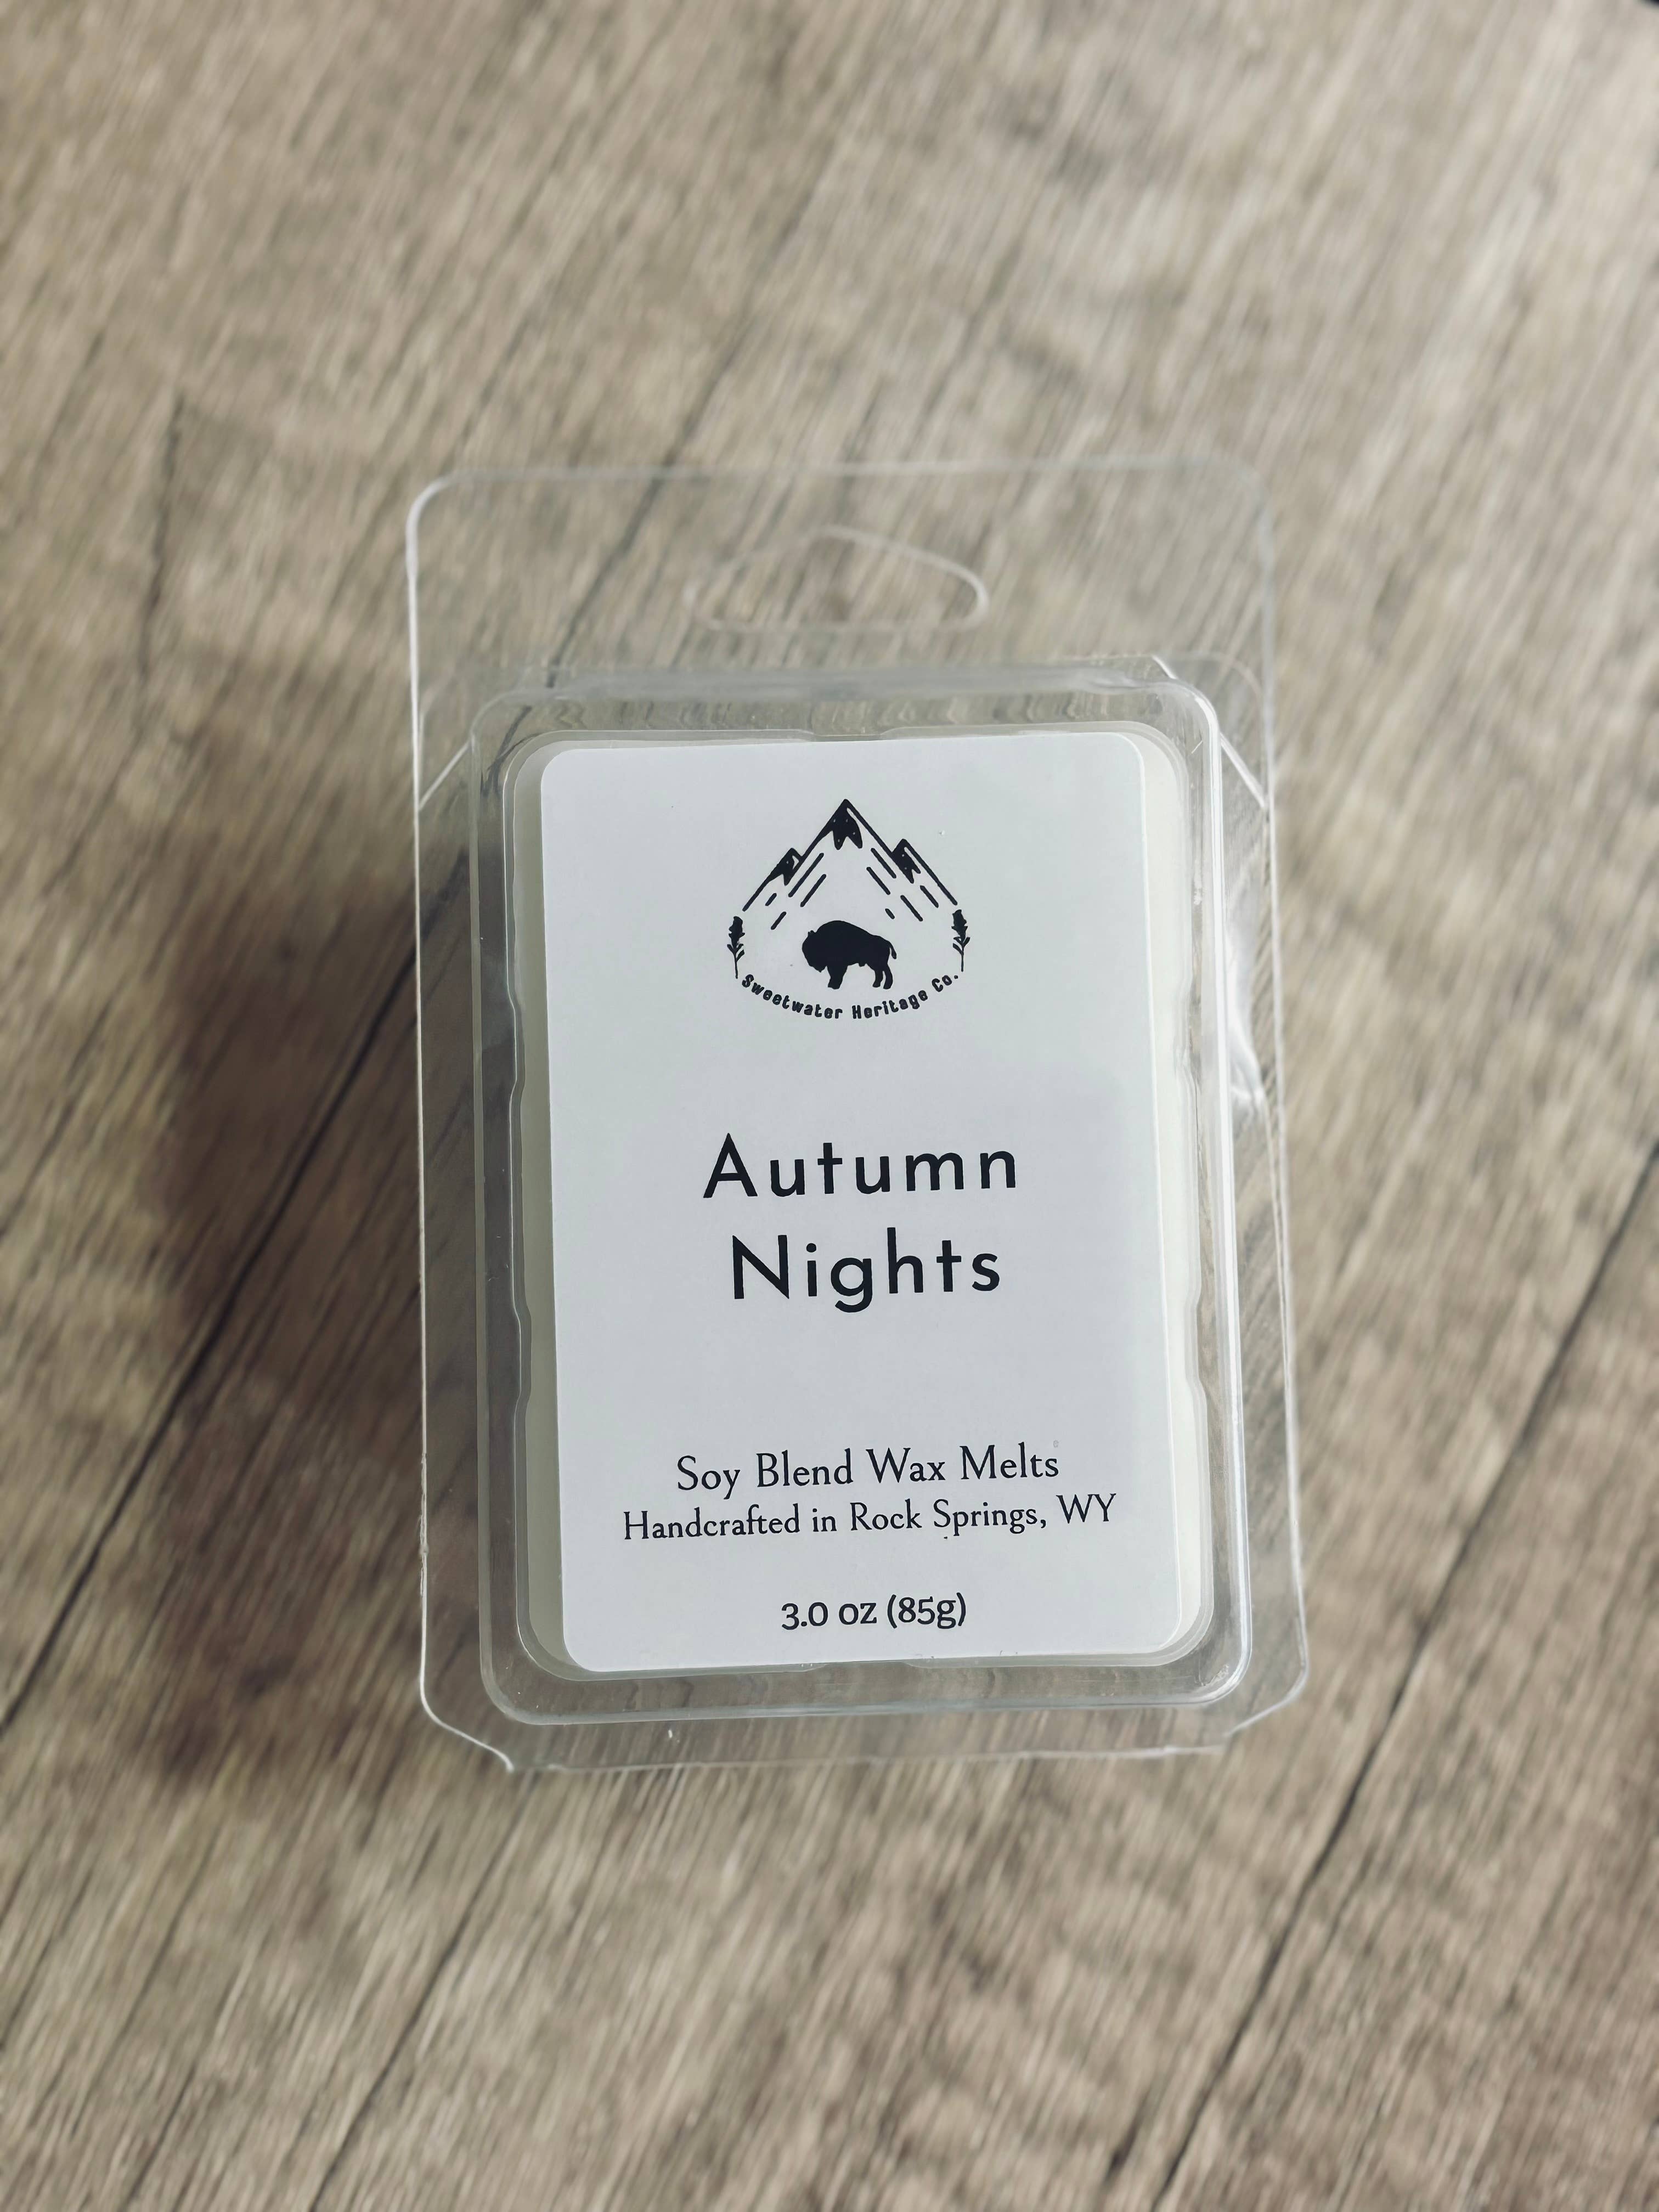 Sweetwater Heritage Co.
Autumn
Nights
Soy Blend Wax Melts
Handcrafted in Rock Springs, WY
3.0 oz (85g)